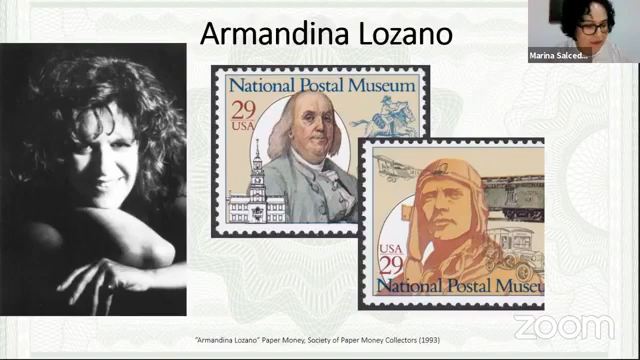 Armandina Lozano
Marina Salced...
National Postal Museum
29
USA
USA
29
National Postal Museu
"Armandina Lozano" Paper Money, Society of Paper Money Collectors (1993)
zoom